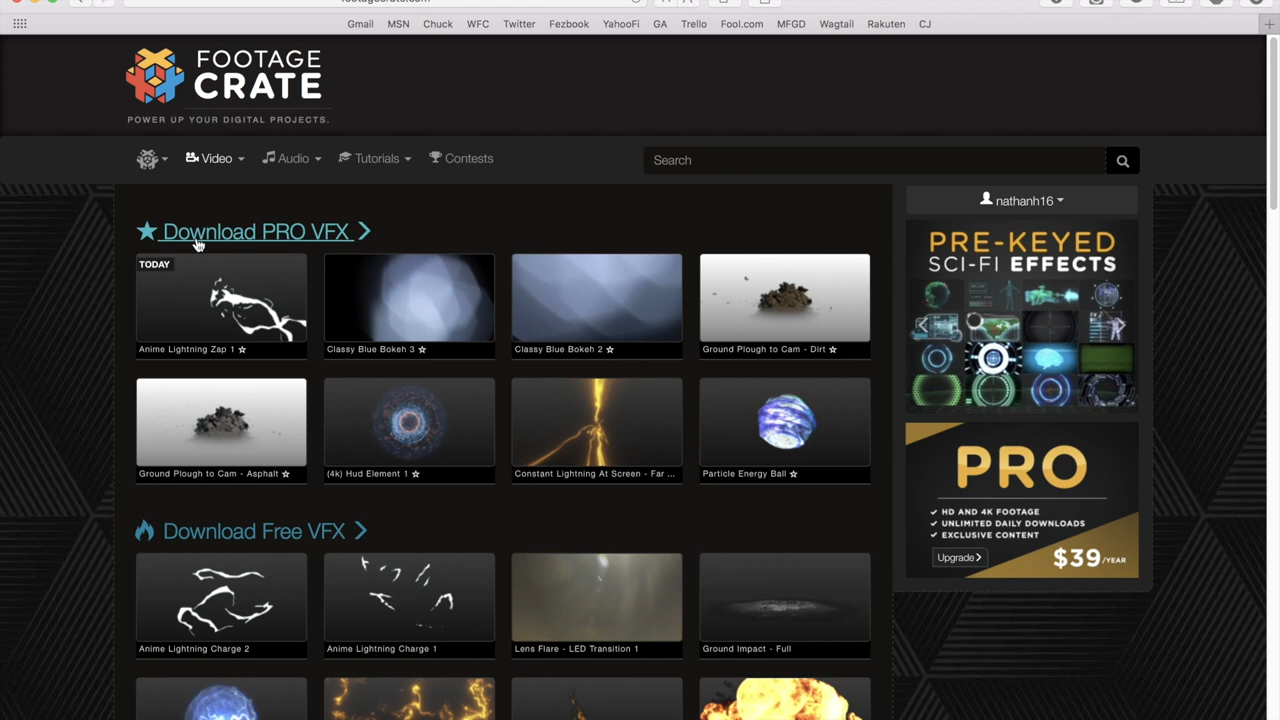 footagecrate.com
Gmail MSN Chuck WFC Twitter Fezbook YahooFi GA Trello Fool.com MFGD Wagtail Rakuten CJ
FOOTAGE
CRATE
POWER UP YOUR DIGITAL PROJECTS.
Video Audio Tutorials Contests
Search
nathanh16
Download PRO VFX
TODAY
Anime Lightning Zap 1
Classy Blue Bokeh 3
Classy Blue Bokeh 2
Ground Plough to Cam - Dirt
Ground Plough to Cam - Asphalt
(4k) Hud Element 1
Constant Lightning At Screen - Far ...
Particle Energy Ball
Download Free VFX
Anime Lightning Charge 2
Anime Lightning Charge 1
Lens Flare - LED Transition 1
Ground Impact - Full
PRE-KEYED
SCI-FI EFFECTS
PRO
HD AND 4K FOOTAGE
UNLIMITED DAILY DOWNLOADS
EXCLUSIVE CONTENT
Upgrade
$39/YEAR